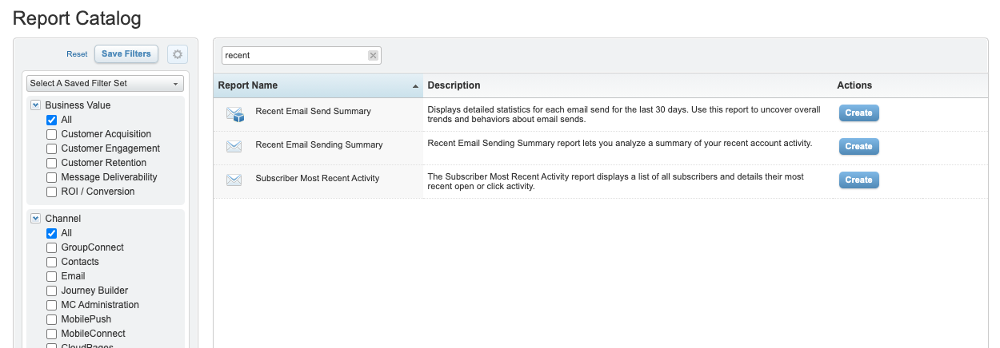 Report Catalog
Reset
Save Filters
Select A Saved Filter Set
Business Value
All
Customer Acquisition
Customer Engagement
Customer Retention
Message Deliverability
ROI / Conversion
Channel
All
GroupConnect
Contacts
Email
Journey Builder
MC Administration
MobilePush
MobileConnect
CloudPages
recent
Report Name
Description
Actions
Recent Email Send Summary
Displays detailed statistics for each email send for the last 30 days. Use this report to uncover overall
trends and behaviors about email sends.
Create
Recent Email Sending Summary
Recent Email Sending Summary report lets you analyze a summary of your recent account activity.
Create
Subscriber Most Recent Activity
The Subscriber Most Recent Activity report displays a list of all subscribers and details their most
recent open or click activity.
Create